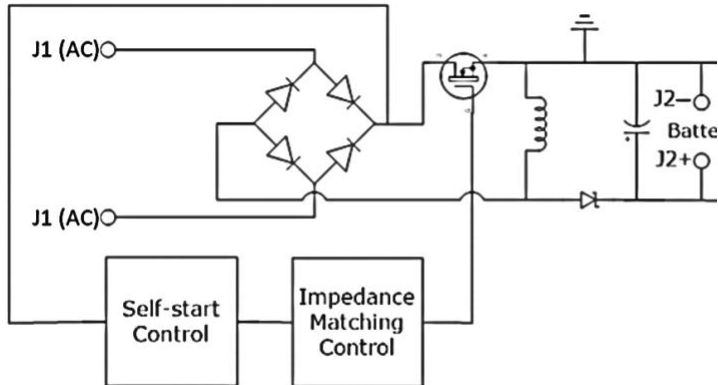 J1 (AC)
J2−
Batte
J2+
J1 (AC)
Self-start
Control
Impedance
Matching
Control